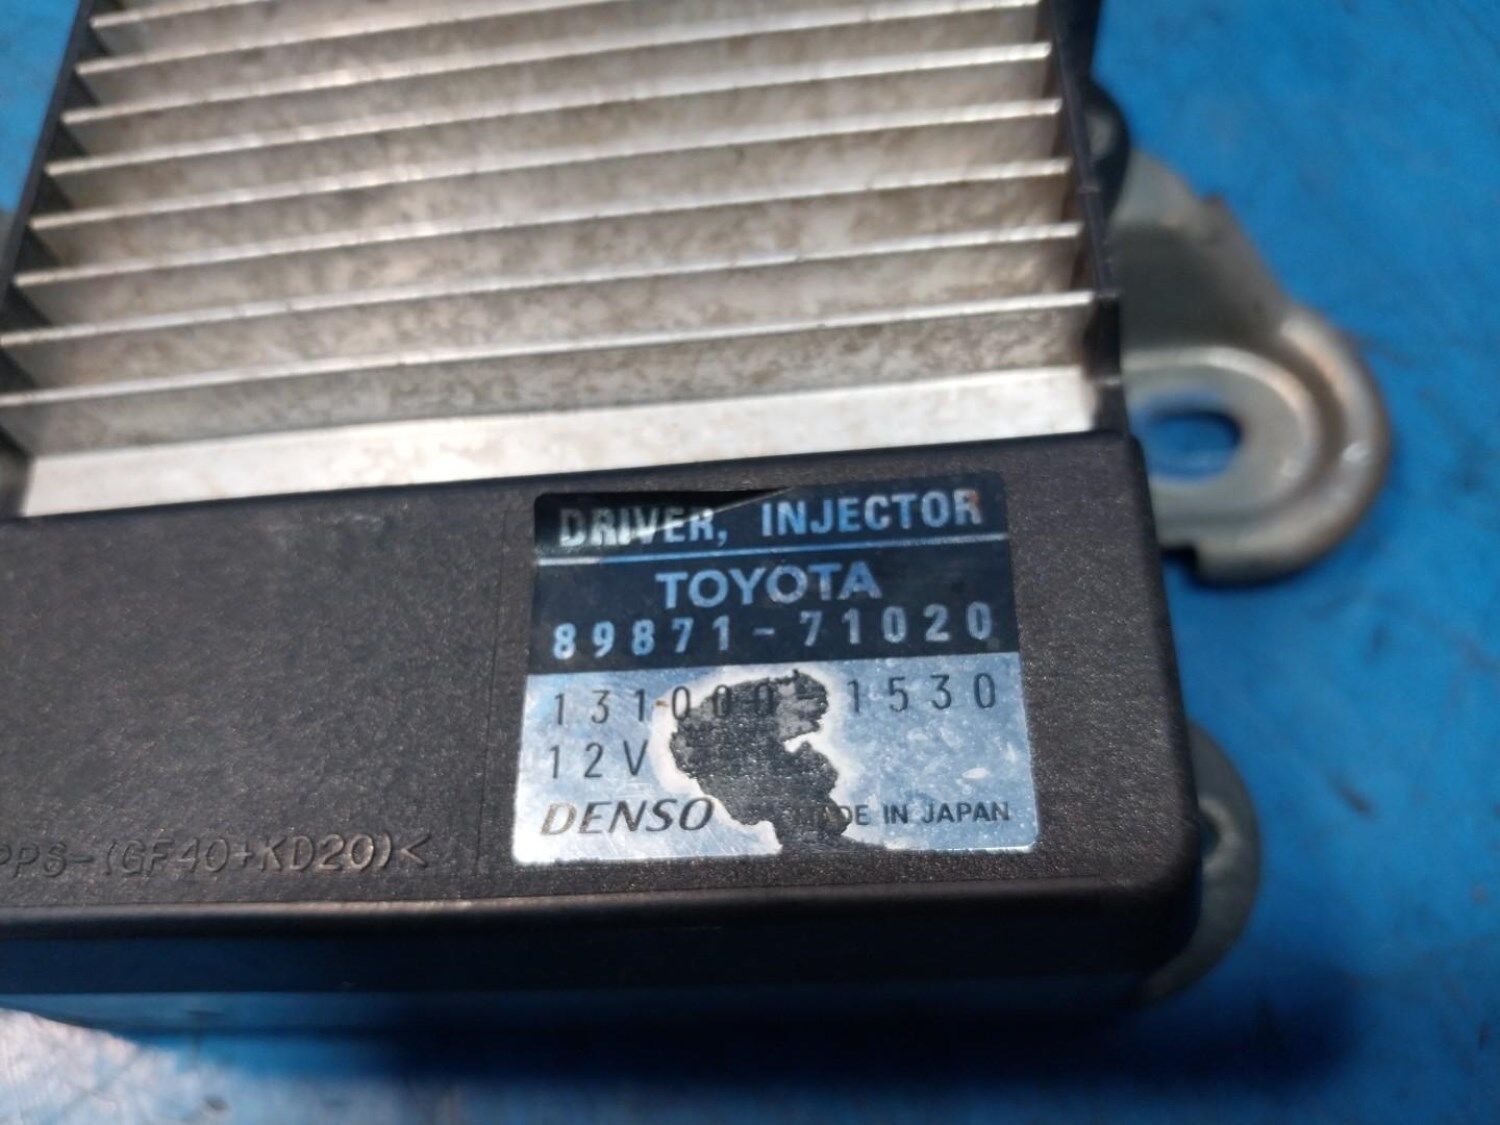 DRIVER, INJECTOR
TOYOTA
89871-71020
131000-1530
12V
DENSO MADE IN JAPAN
PPS-(GF40+KD20)<